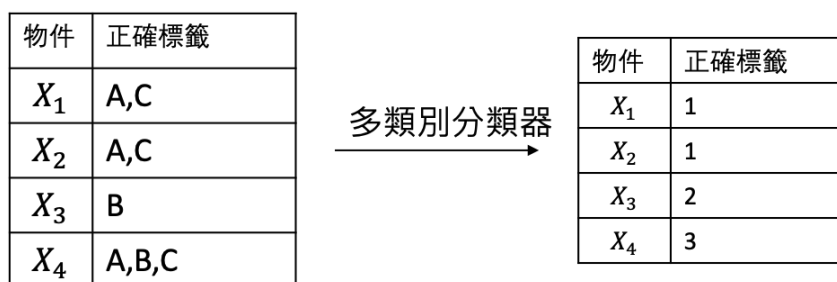 物件 正確標籤
X₁ A,C
X₂ A,C
X₃ B
X₄ A,B,C
多類別分類器
物件 正確標籤
X₁ 1
X₂ 1
X₃ 2
X₄ 3